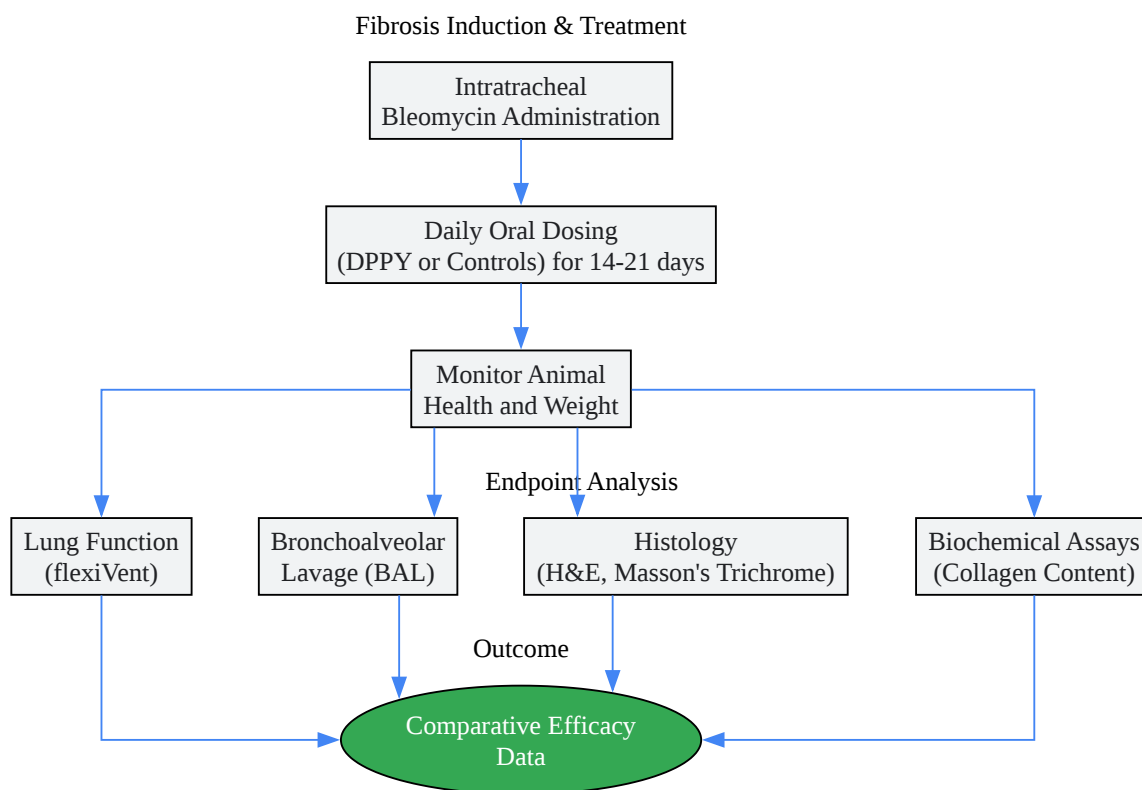 Fibrosis Induction & Treatment
Intratracheal
Bleomycin Administration
Daily Oral Dosing
(DPPY or Controls) for 14-21 days
Monitor Animal
Health and Weight
Endpoint Analysis
Lung Function
(flexiVent)
Bronchoalveolar
Lavage (BAL)
Histology
(H&E, Masson's Trichrome)
Biochemical Assays
(Collagen Content)
Outcome
Comparative Efficacy
Data